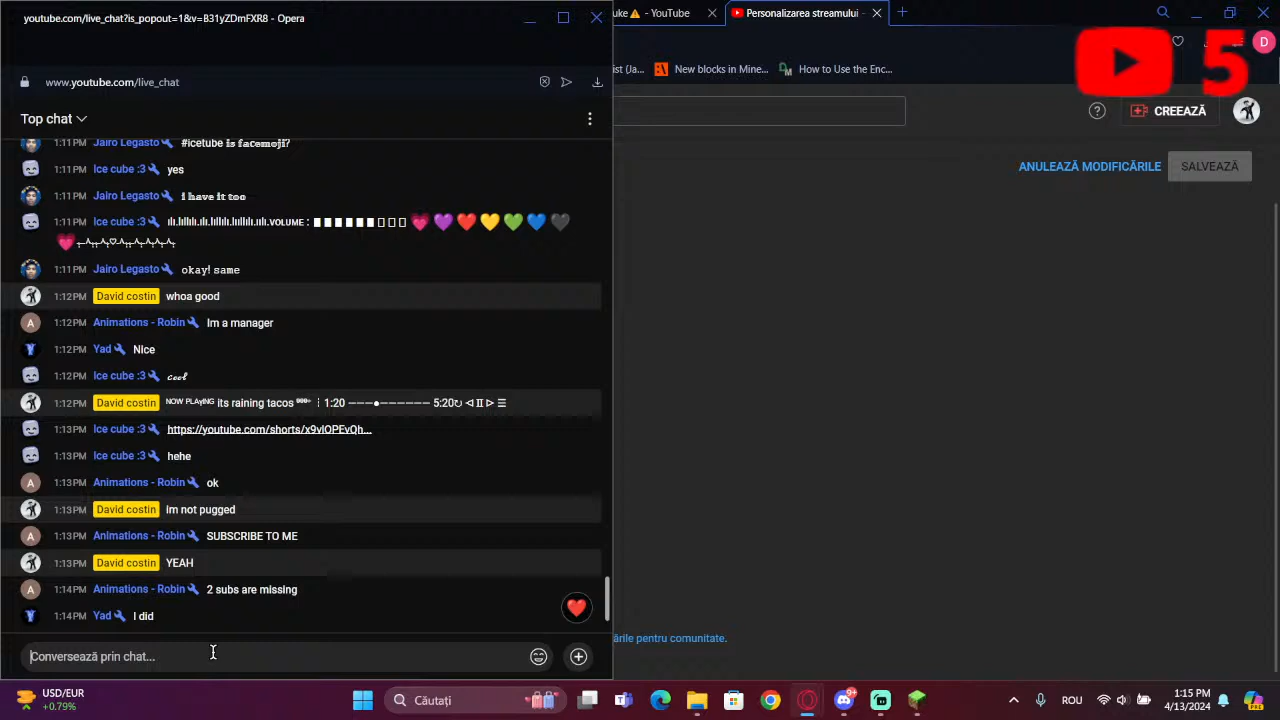 youtube.com/live_chat?is_popout=1&v=B31yZDmFXR8 - Opera
uke⚠ - YouTube
Personalizarea streamului -
www.youtube.com/live_chat
ist (Ja...
New blocks in Mine...
How to Use the Enc...
5
D
Top chat
CREEAZĂ
ANULEAZĂ MODIFICĂRILE
SALVEAZĂ
Jairo Legasto #icetube is facemoji?
1:11 PM Ice cube :3 yes
1:11 PM Jairo Legasto i have it too
1:11 PM Ice cube :3 VOLUME : ▮▮▮▮▮▮▯▯▯ 💗💜❤️💛💚💙🖤
💗
1:11 PM Jairo Legasto okay! same
1:12 PM David costin whoa good
1:12 PM Animations - Robin Im a manager
1:12 PM Yad Nice
1:12 PM Ice cube :3 𝓬𝓸𝓸𝓵
1:12 PM David costin ᴺᴼᵂ ᴾᴸᴬʸᴵᴺᴳ its raining tacos ⁹⁹⁹⁺ ⋮ 1:20 ———●—————— 5:20↻ ⊲ Ⅱ ⊳ ☰
1:13 PM Ice cube :3 https://youtube.com/shorts/x9vlOPEvQh...
1:13 PM Ice cube :3 hehe
A 1:13 PM Animations - Robin ok
1:13 PM David costin im not pugged
A 1:13 PM Animations - Robin SUBSCRIBE TO ME
1:13 PM David costin YEAH
A 1:14 PM Animations - Robin 2 subs are missing
1:14 PM Yad I did
ările pentru comunitate.
Conversează prin chat...
USD/EUR
+0.79%
Căutați
9+
ROU
1:15 PM
4/13/2024
PRE